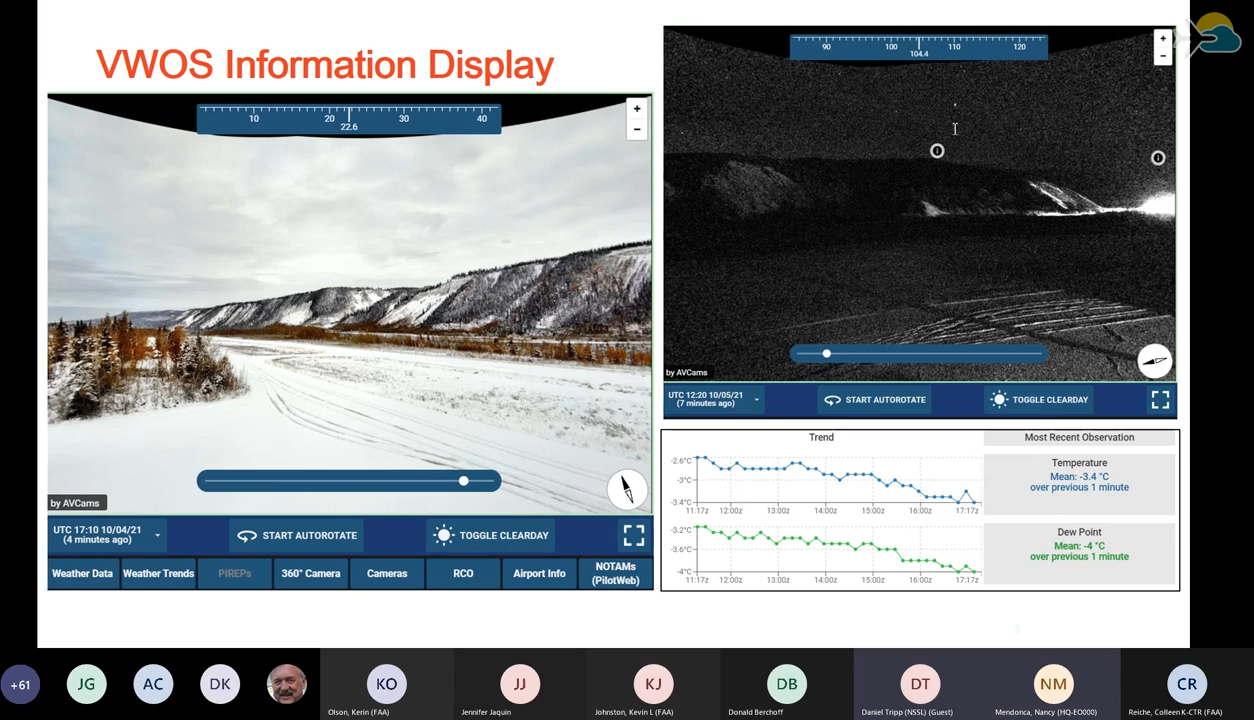 VWOS Information Display
10 20 30 40
22.6
+
−
by AVCams
UTC 17:10 10/04/21
(4 minutes ago)
START AUTOROTATE
TOGGLE CLEARDAY
Weather Data
Weather Trends
PIREPs
360° Camera
Cameras
RCO
Airport Info
NOTAMs
(PilotWeb)
90 100 110 120
104.4
+
−
by AVCams
UTC 12:20 10/05/21
(7 minutes ago)
START AUTOROTATE
TOGGLE CLEARDAY
Trend
-2.6°C
-3°C
-3.4°C
11:17z 12:00z 13:00z 14:00z 15:00z 16:00z 17:17z
-3.2°C
-3.6°C
-4°C
11:17z 12:00z 13:00z 14:00z 15:00z 16:00z 17:17z
Most Recent Observation
Temperature
Mean: -3.4 °C
over previous 1 minute
Dew Point
Mean: -4 °C
over previous 1 minute
+61
JG
AC
DK
KO
Olson, Kerin (FAA)
JJ
Jennifer Jaquin
KJ
Johnston, Kevin L (FAA)
DB
Donald Berchoff
DT
Daniel Tripp (NSSL) (Guest)
NM
Mendonca, Nancy (HQ-EO000)
CR
Reiche, Colleen K-CTR (FAA)